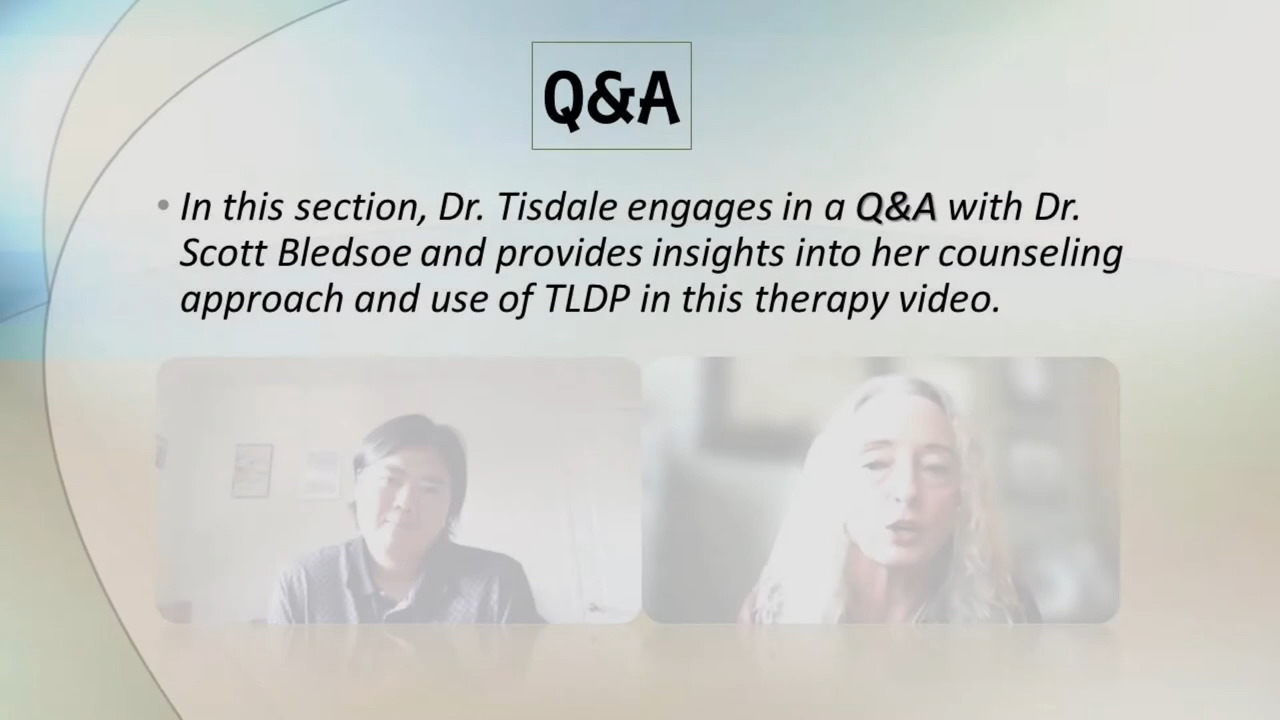 Q&A
• In this section, Dr. Tisdale engages in a Q&A with Dr.
Scott Bledsoe and provides insights into her counseling
approach and use of TLDP in this therapy video.